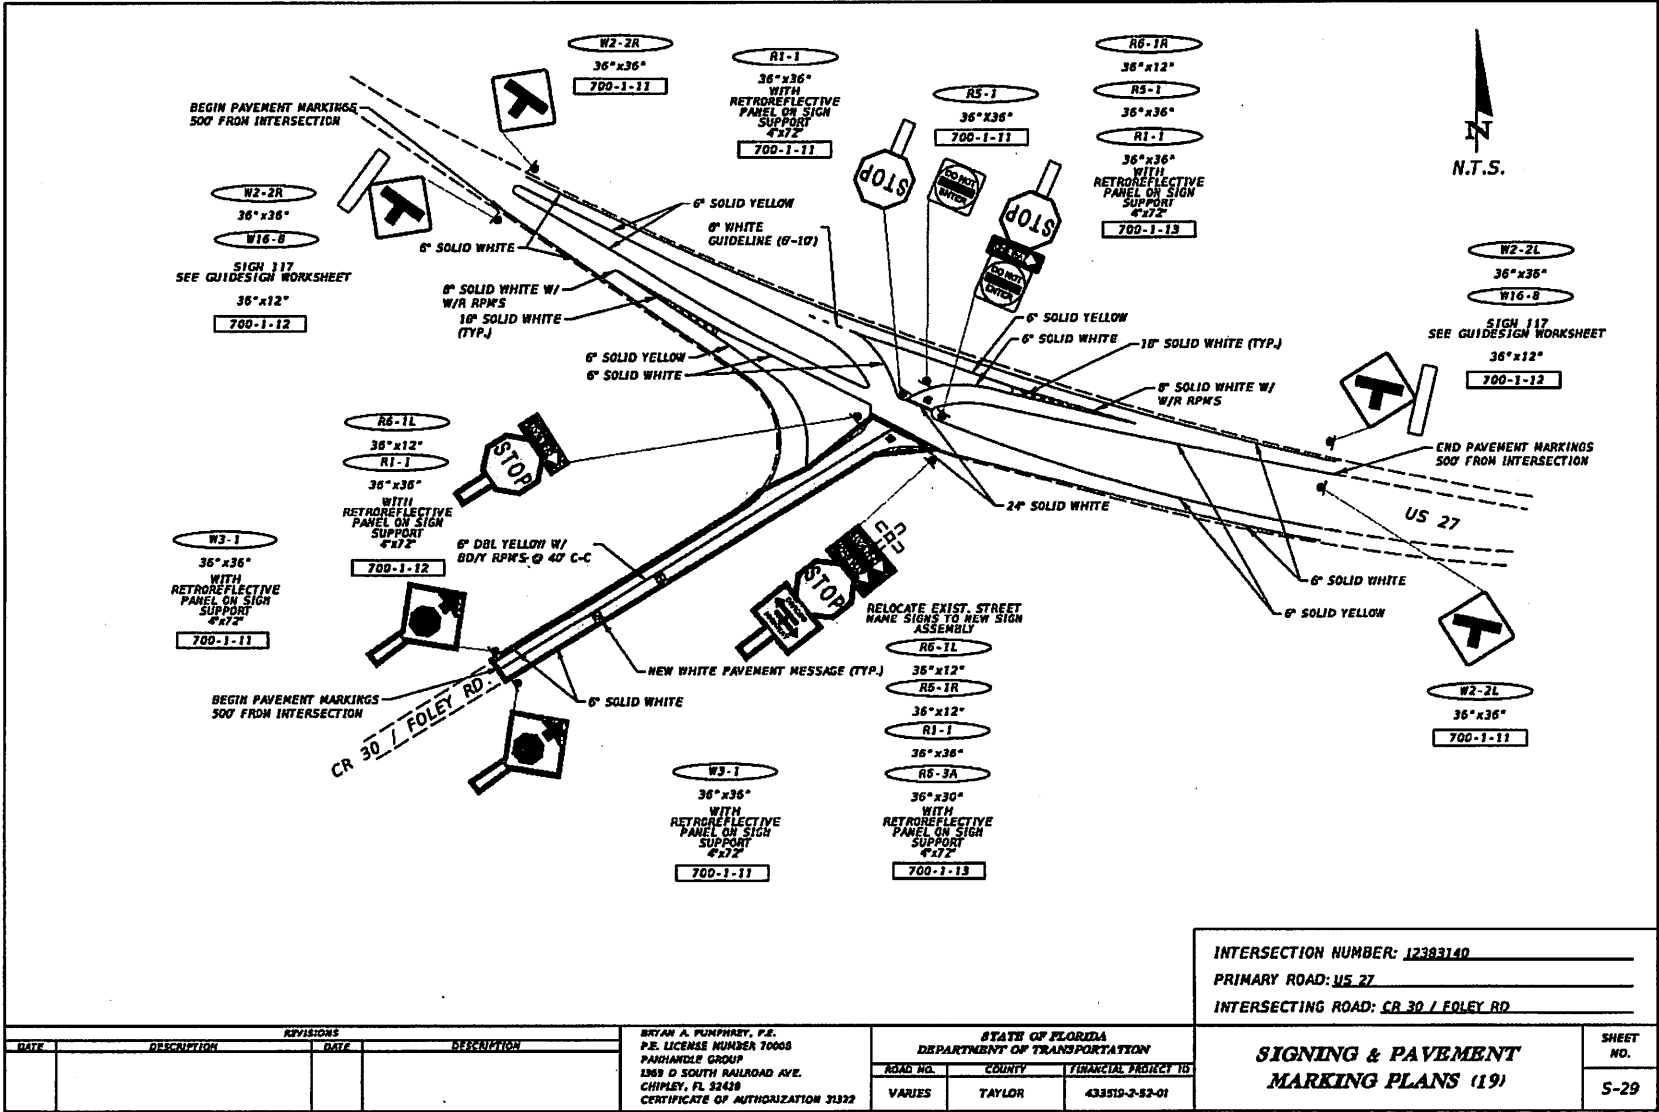 W2-2R
36"x36"
700-1-11
R1-1
36"x36"
WITH
RETROREFLECTIVE
PANEL ON SIGN
SUPPORT
4"x72"
700-1-11
R5-1
36"X36"
700-1-11
R6-1R
36"x12"
R5-1
36"x36"
R1-1
36"x36"
WITH
RETROREFLECTIVE
PANEL ON SIGN
SUPPORT
4"x72"
700-1-13
N
N.T.S.
BEGIN PAVEMENT MARKINGS
500' FROM INTERSECTION
W2-2R
36"x36"
W16-8
SIGN 117
SEE GUIDESIGN WORKSHEET
36"x12"
700-1-12
STOP
DO NOT
ENTER
STOP
DO NOT
ENTER
6" SOLID YELLOW
6" SOLID WHITE
6" WHITE
GUIDELINE (6'-10')
8" SOLID WHITE W/
W/R RPM'S
18" SOLID WHITE
(TYP.)
6" SOLID YELLOW
6" SOLID WHITE
6" SOLID YELLOW
6" SOLID WHITE
18" SOLID WHITE (TYP.)
8" SOLID WHITE W/
W/R RPM'S
W2-2L
36"x36"
W16-8
SIGN 117
SEE GUIDESIGN WORKSHEET
36"x12"
700-1-12
END PAVEMENT MARKINGS
500' FROM INTERSECTION
US 27
24" SOLID WHITE
6" SOLID WHITE
6" SOLID YELLOW
R6-1L
36"x12"
R1-1
36"x36"
WITH
RETROREFLECTIVE
PANEL ON SIGN
SUPPORT
4"x72"
700-1-12
STOP
W3-1
36"x36"
WITH
RETROREFLECTIVE
PANEL ON SIGN
SUPPORT
4"x72"
700-1-11
6" DBL YELLOW W/
BD/Y RPM'S @ 40' C-C
STOP
RELOCATE EXIST. STREET
NAME SIGNS TO NEW SIGN
ASSEMBLY
R6-1L
36"x12"
R6-1R
36"x12"
R1-1
36"x36"
R6-3A
36"x30"
WITH
RETROREFLECTIVE
PANEL ON SIGN
SUPPORT
4"x72"
700-1-13
W2-2L
36"x36"
700-1-11
NEW WHITE PAVEMENT MESSAGE (TYP.)
6" SOLID WHITE
BEGIN PAVEMENT MARKINGS
500' FROM INTERSECTION
CR 30 / FOLEY RD.
W3-1
36"x36"
WITH
RETROREFLECTIVE
PANEL ON SIGN
SUPPORT
4"x72"
700-1-11
INTERSECTION NUMBER: 12383140
PRIMARY ROAD: US 27
INTERSECTING ROAD: CR 30 / FOLEY RD
REVISIONS
DATE DESCRIPTION DATE DESCRIPTION
BRYAN A. PUMPHREY, P.E.
P.E. LICENSE NUMBER 70008
PANHANDLE GROUP
1369 D SOUTH RAILROAD AVE.
CHIPLEY, FL 32428
CERTIFICATE OF AUTHORIZATION 31322
STATE OF FLORIDA
DEPARTMENT OF TRANSPORTATION
ROAD NO. COUNTY FINANCIAL PROJECT ID
VARIES TAYLOR 433519-2-52-01
SIGNING & PAVEMENT
MARKING PLANS (19)
SHEET
NO.
S-29